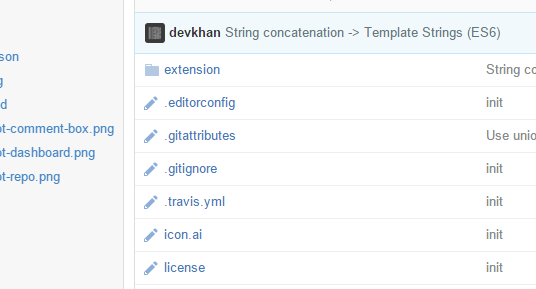 devkhan String concatenation -> Template Strings (ES6)
son
extension String co
g
.editorconfig init
d
ot-comment-box.png
.gitattributes Use unio
ot-dashboard.png
.gitignore init
ot-repo.png
.travis.yml init
icon.ai init
license init